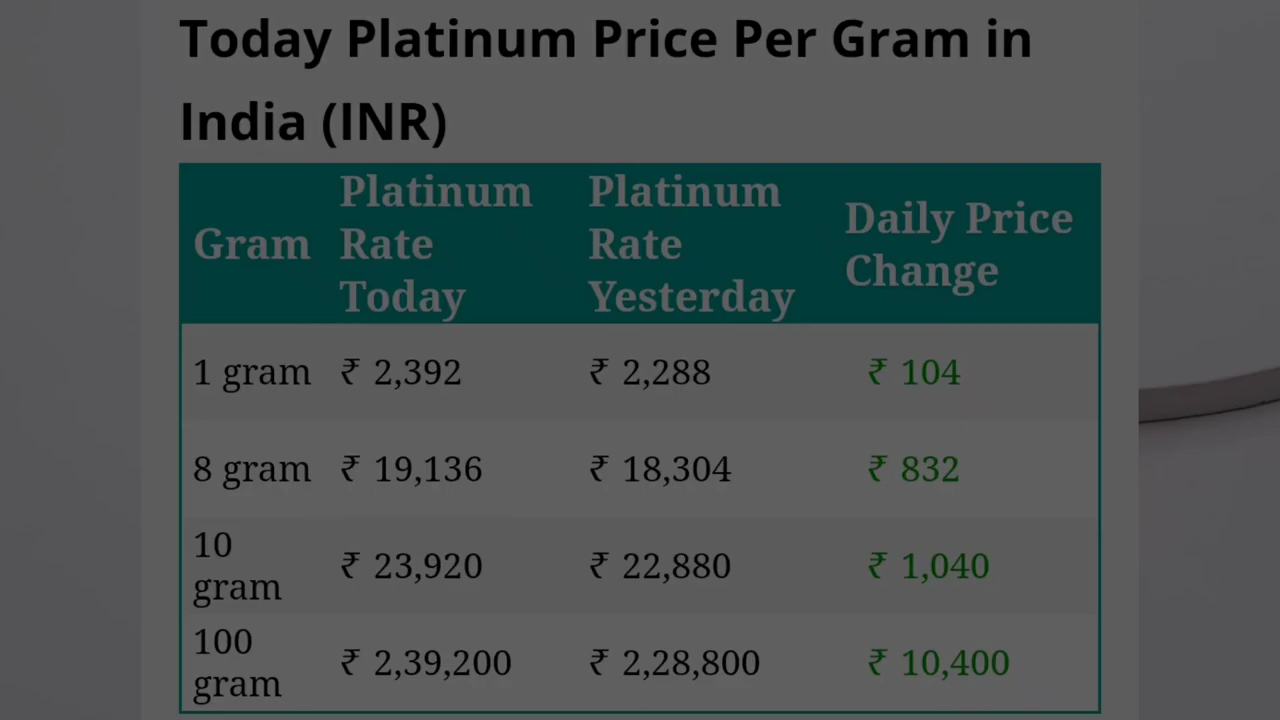 Today Platinum Price Per Gram in
India (INR)
Gram Platinum Rate Today Platinum Rate Yesterday Daily Price Change
1 gram ₹ 2,392 ₹ 2,288 ₹ 104
8 gram ₹ 19,136 ₹ 18,304 ₹ 832
10 gram ₹ 23,920 ₹ 22,880 ₹ 1,040
100 gram ₹ 2,39,200 ₹ 2,28,800 ₹ 10,400